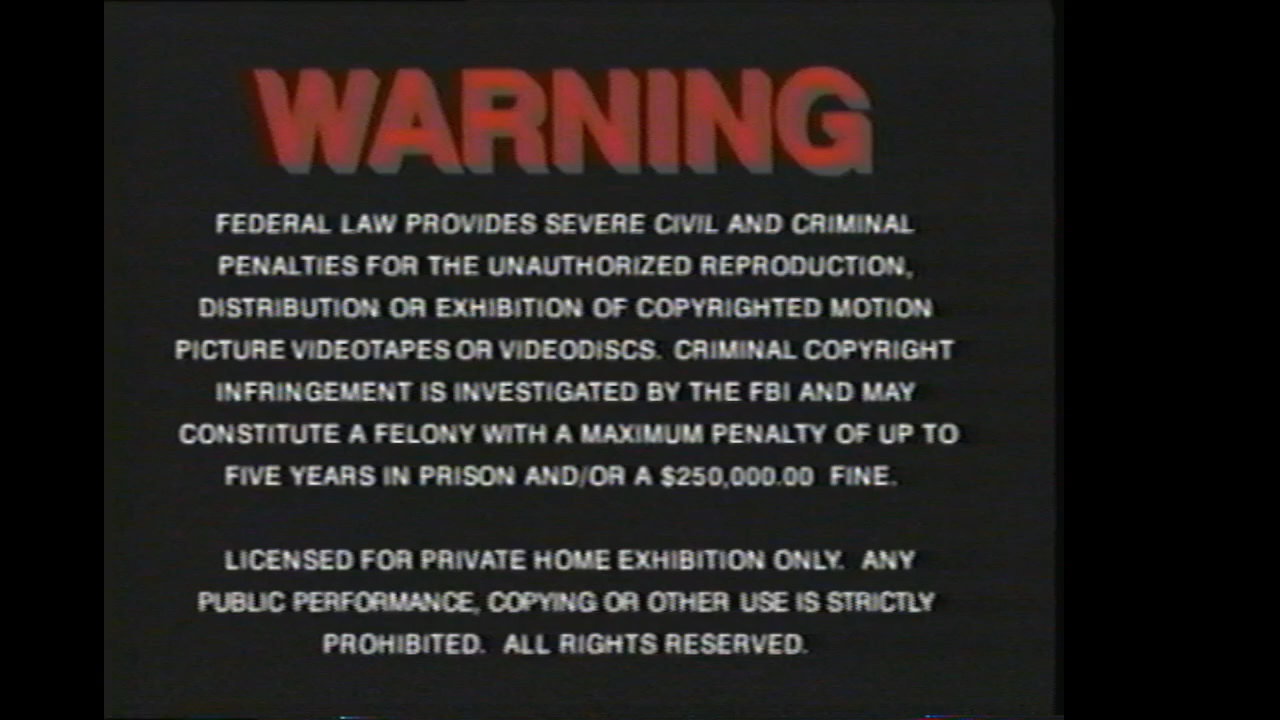 WARNING
FEDERAL LAW PROVIDES SEVERE CIVIL AND CRIMINAL
PENALTIES FOR THE UNAUTHORIZED REPRODUCTION,
DISTRIBUTION OR EXHIBITION OF COPYRIGHTED MOTION
PICTURE VIDEOTAPES OR VIDEODISCS. CRIMINAL COPYRIGHT
INFRINGEMENT IS INVESTIGATED BY THE FBI AND MAY
CONSTITUTE A FELONY WITH A MAXIMUM PENALTY OF UP TO
FIVE YEARS IN PRISON AND/OR A $250,000.00 FINE.
LICENSED FOR PRIVATE HOME EXHIBITION ONLY. ANY
PUBLIC PERFORMANCE, COPYING OR OTHER USE IS STRICTLY
PROHIBITED. ALL RIGHTS RESERVED.